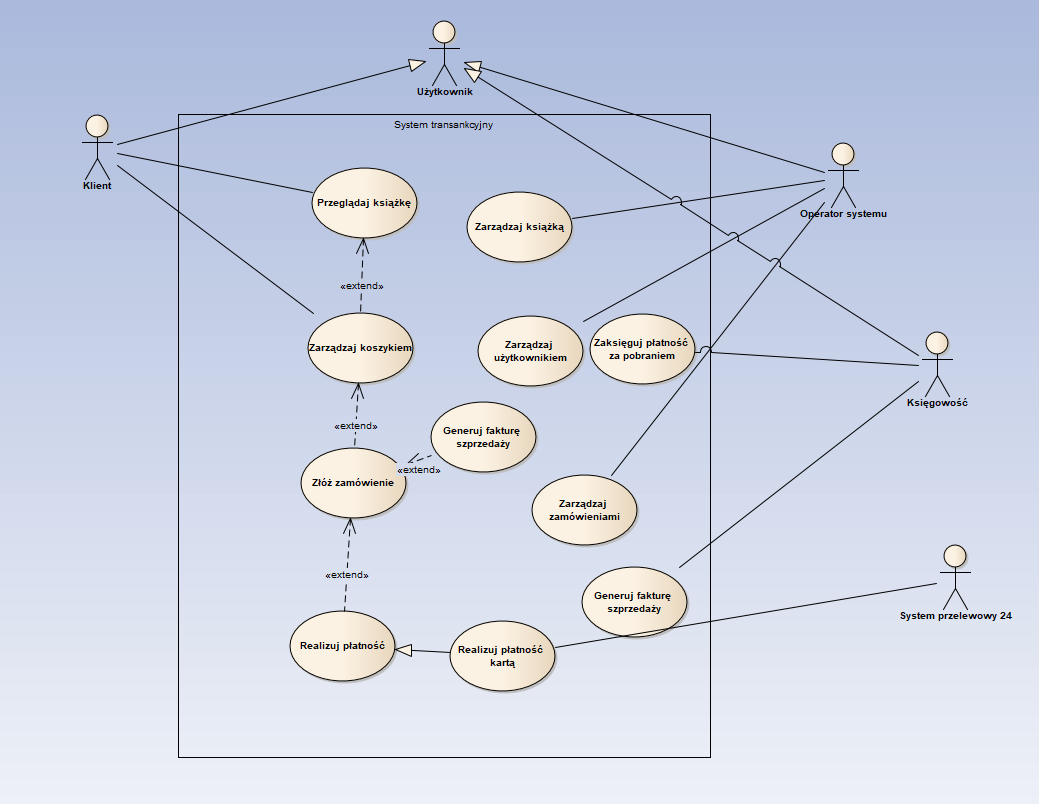 Użytkownik
System transankcyjny
Klient
Operator systemu
Przeglądaj książkę
Zarządzaj książką
«extend»
Zarządzaj koszykiem
Zarządzaj
użytkownikiem
Zaksięguj płatność
za pobraniem
Księgowość
«extend»
Generuj fakturę
szprzedaży
«extend»
Złóż zamówienie
Zarządzaj
zamówieniami
«extend»
Generuj fakturę
szprzedaży
System przelewowy 24
Realizuj płatność
Realizuj płatność
kartą